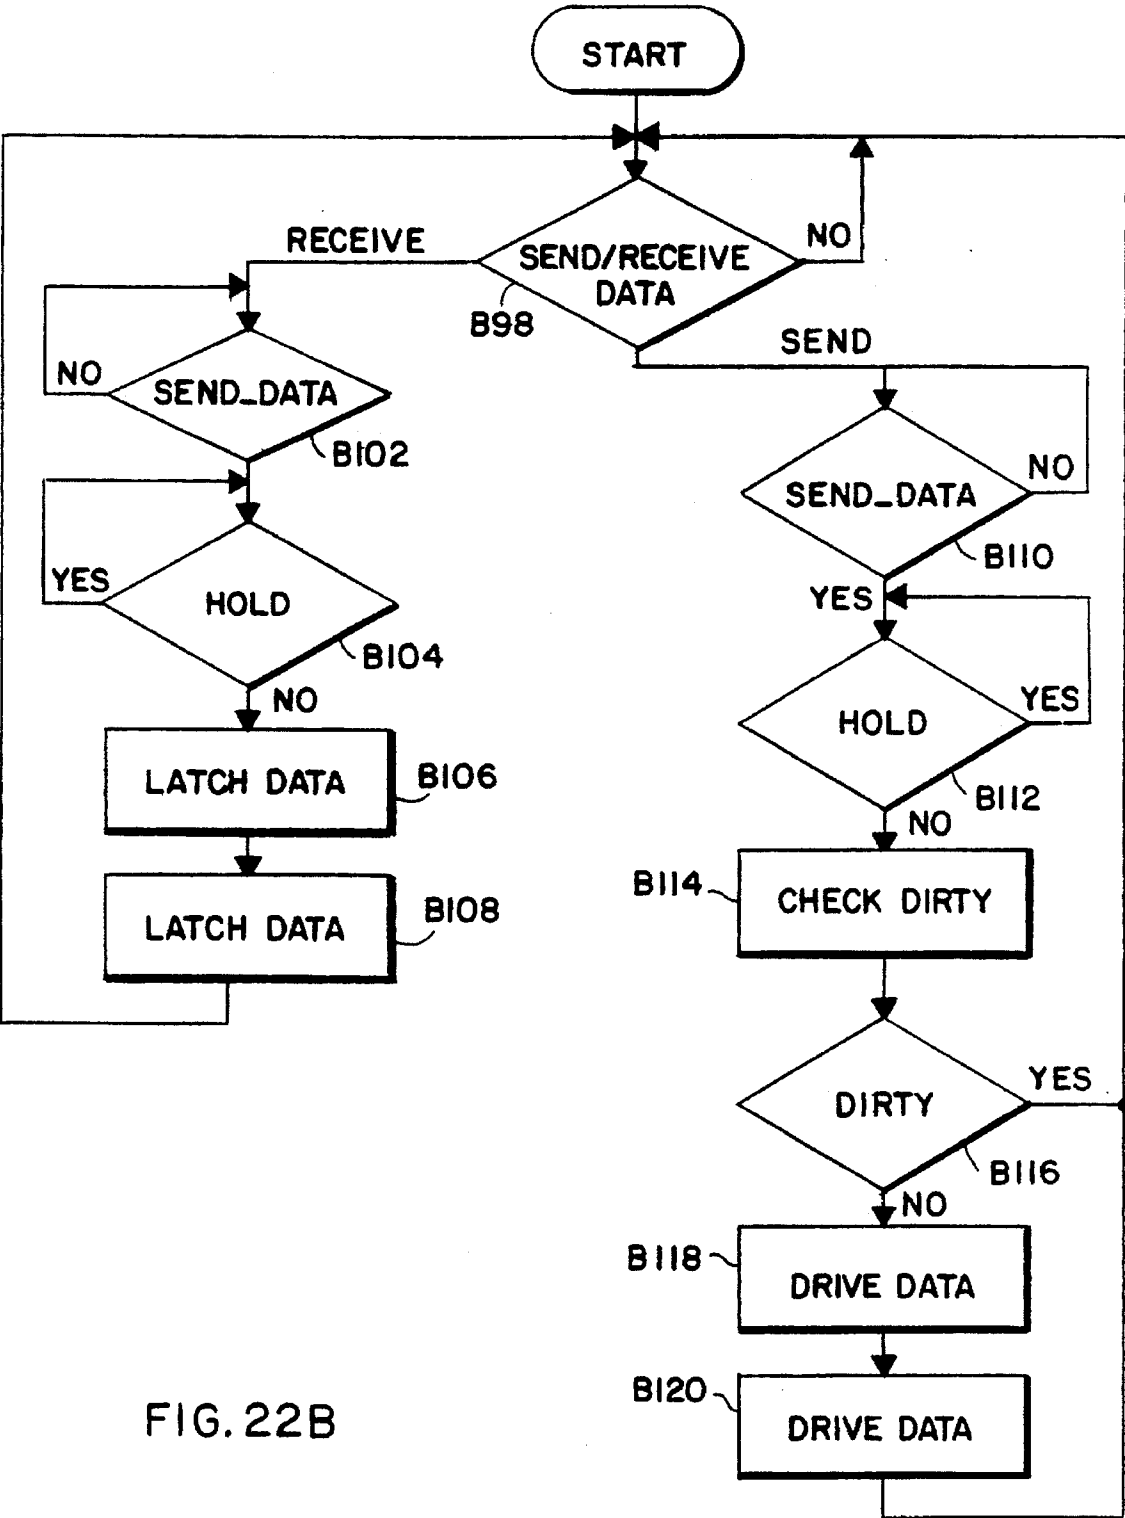 START
RECEIVE
SEND/RECEIVE
DATA
NO
B98
SEND
NO
SEND_DATA
B102
NO
SEND_DATA
B110
YES
HOLD
B104
NO
YES
HOLD
YES
B112
NO
LATCH DATA
B106
LATCH DATA
B108
B114
CHECK DIRTY
DIRTY
YES
B116
NO
B118
DRIVE DATA
B120
DRIVE DATA
FIG. 22B